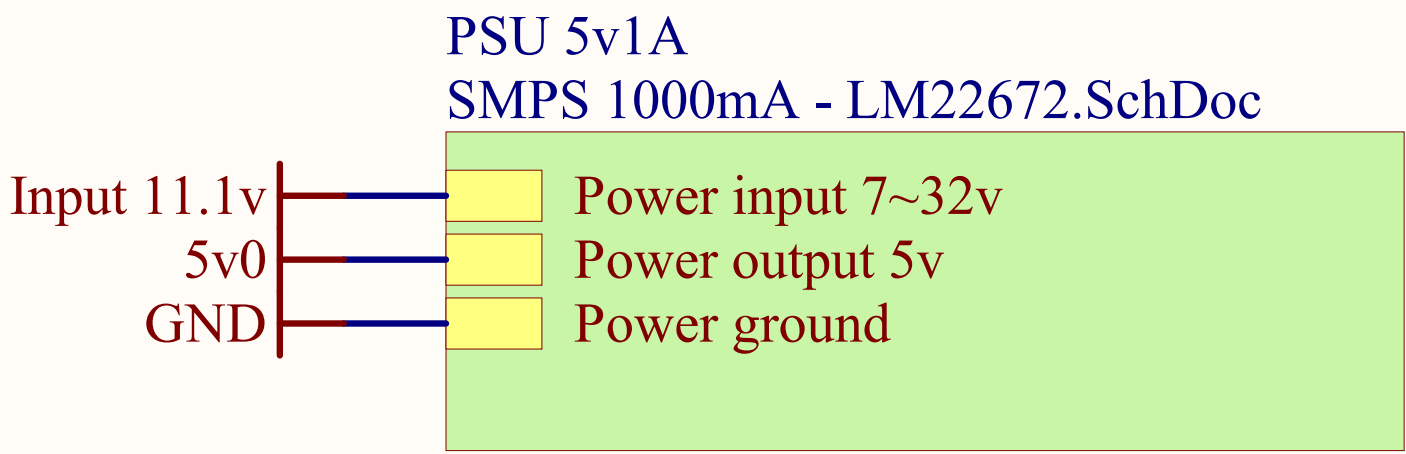 PSU 5v1A
SMPS 1000mA - LM22672.SchDoc
Input 11.1v Power input 7~32v
5v0 Power output 5v
GND Power ground